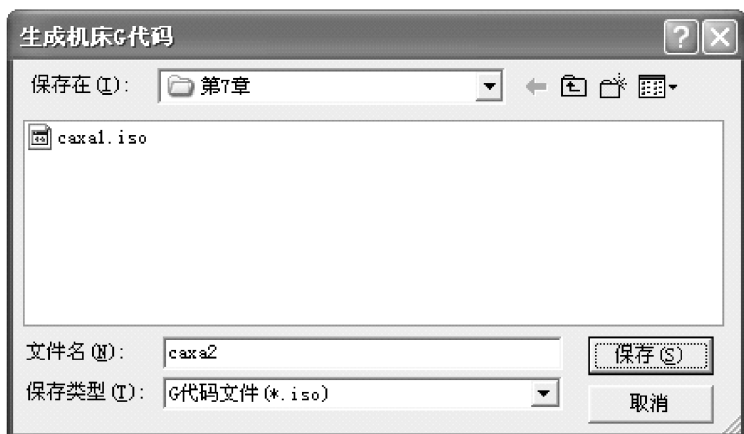 生成机床G代码
保存在(I): 第7章
caxa1.iso
文件名(N): caxa2 保存(S)
保存类型(T): G代码文件(*.iso) 取消